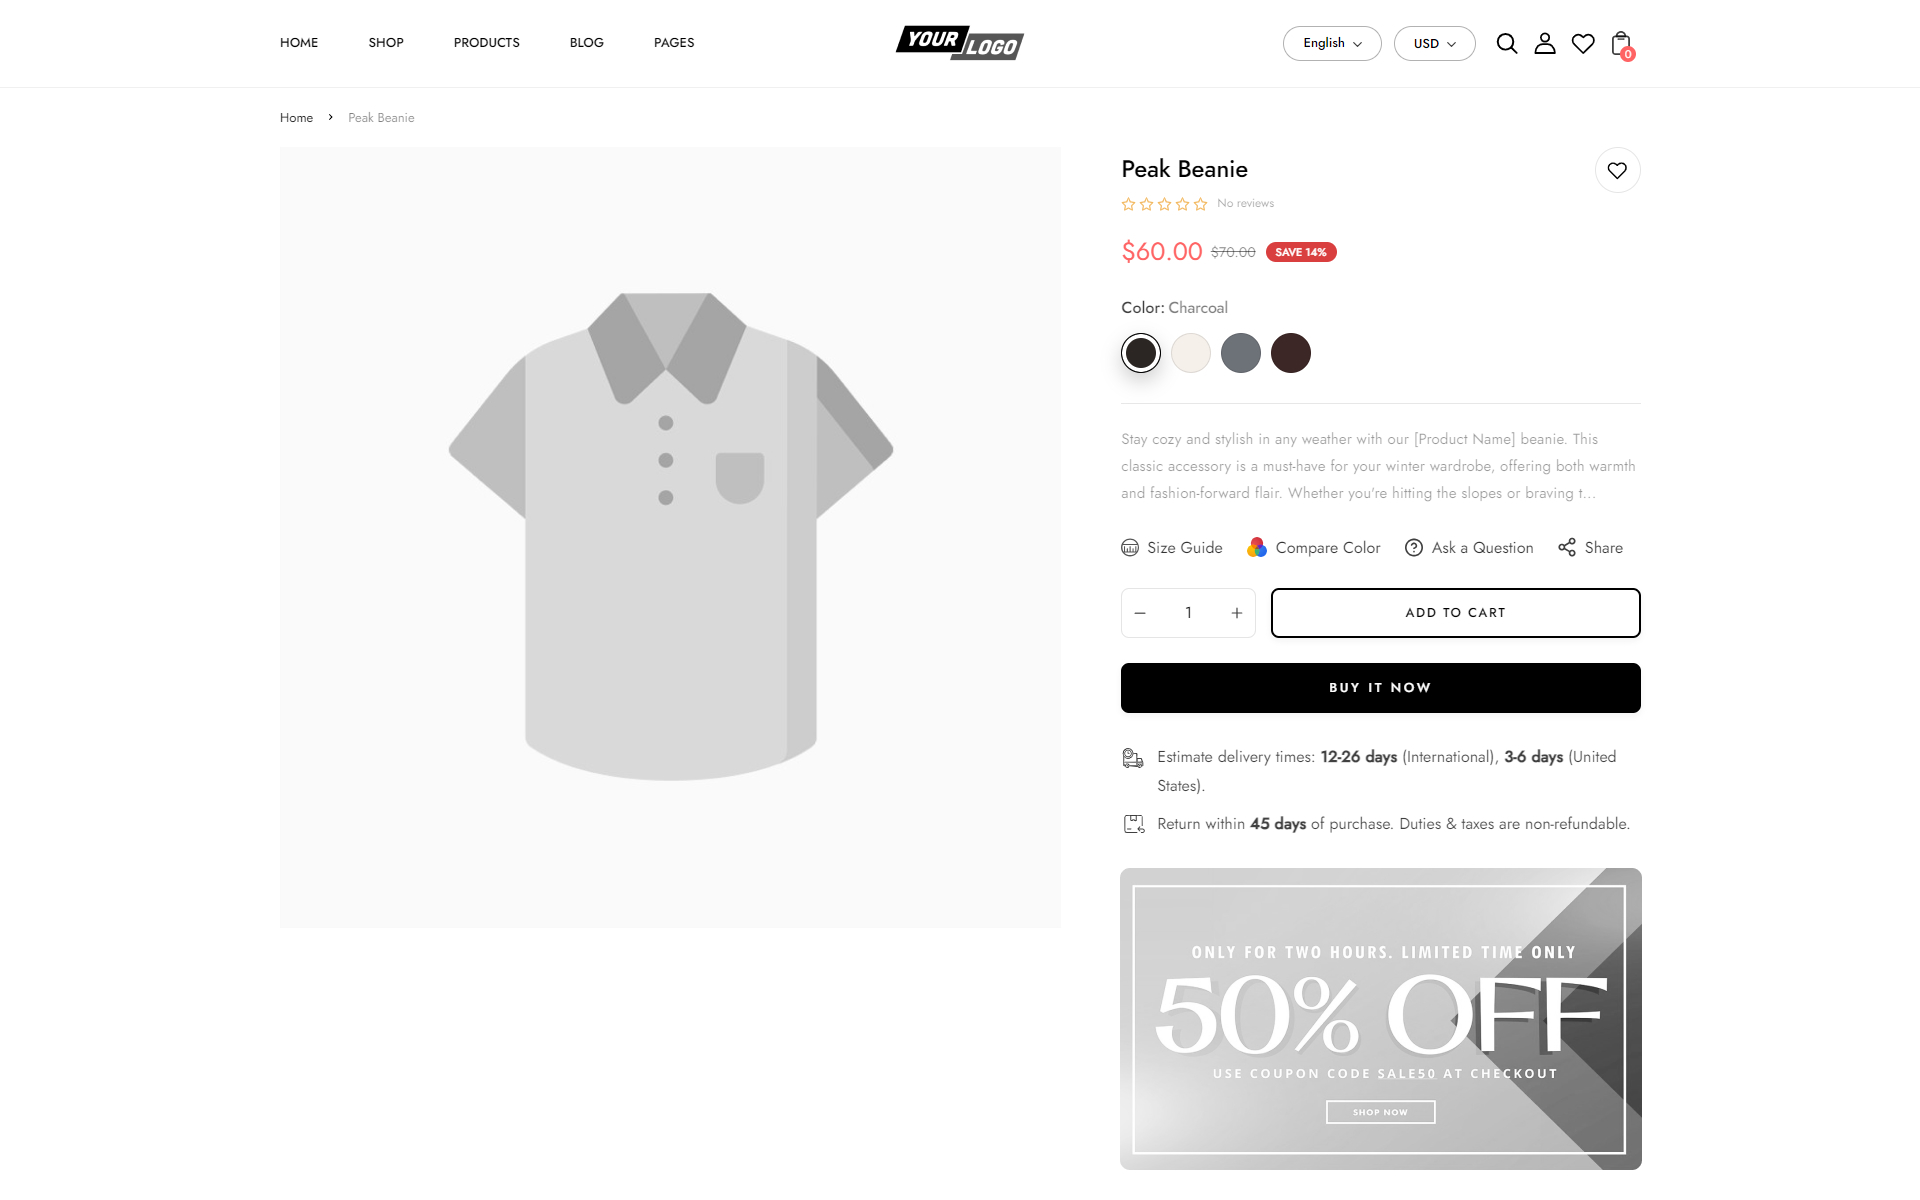 HOME
SHOP
PRODUCTS
BLOG
PAGES
YOUR LOGO
English
USD
0
Home
Peak Beanie
Peak Beanie
No reviews
$60.00 $70.00 SAVE 14%
Color: Charcoal
Stay cozy and stylish in any weather with our [Product Name] beanie. This
classic accessory is a must-have for your winter wardrobe, offering both warmth
and fashion-forward flair. Whether you're hitting the slopes or braving t...
Size Guide
Compare Color
Ask a Question
Share
1
ADD TO CART
BUY IT NOW
Estimate delivery times: 12-26 days (International), 3-6 days (United
States).
Return within 45 days of purchase. Duties & taxes are non-refundable.
ONLY FOR TWO HOURS. LIMITED TIME ONLY
50% OFF
USE COUPON CODE SALE50 AT CHECKOUT
SHOP NOW